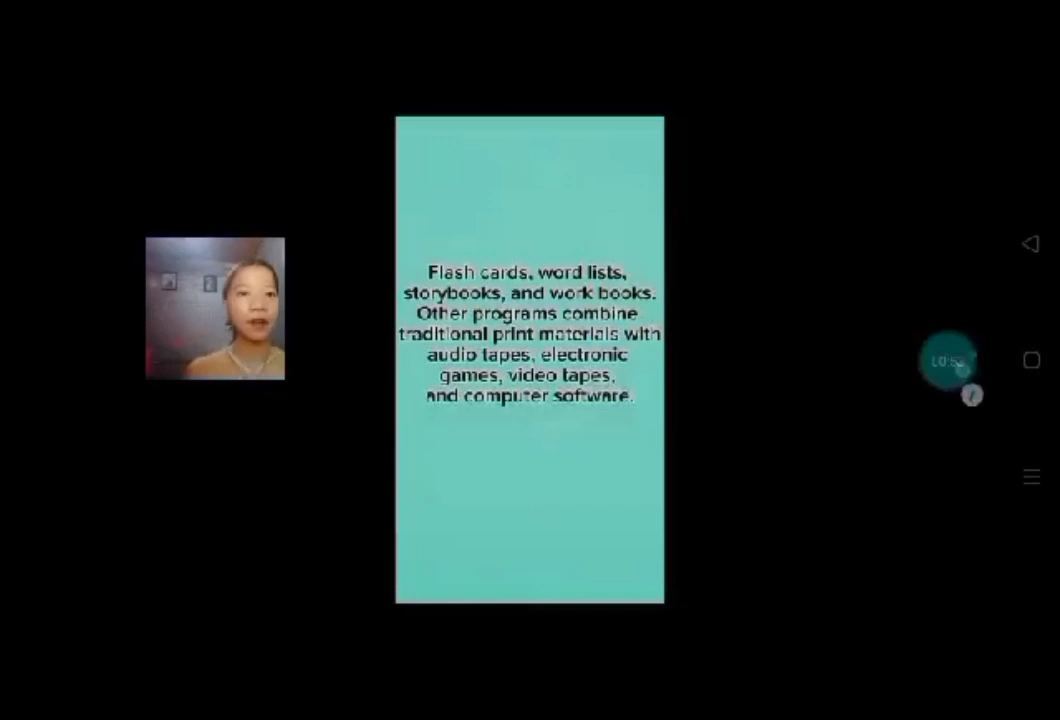 Flash cards, word lists,
storybooks, and work books.
Other programs combine
traditional print materials with
audio tapes, electronic
games, video tapes,
and computer software.